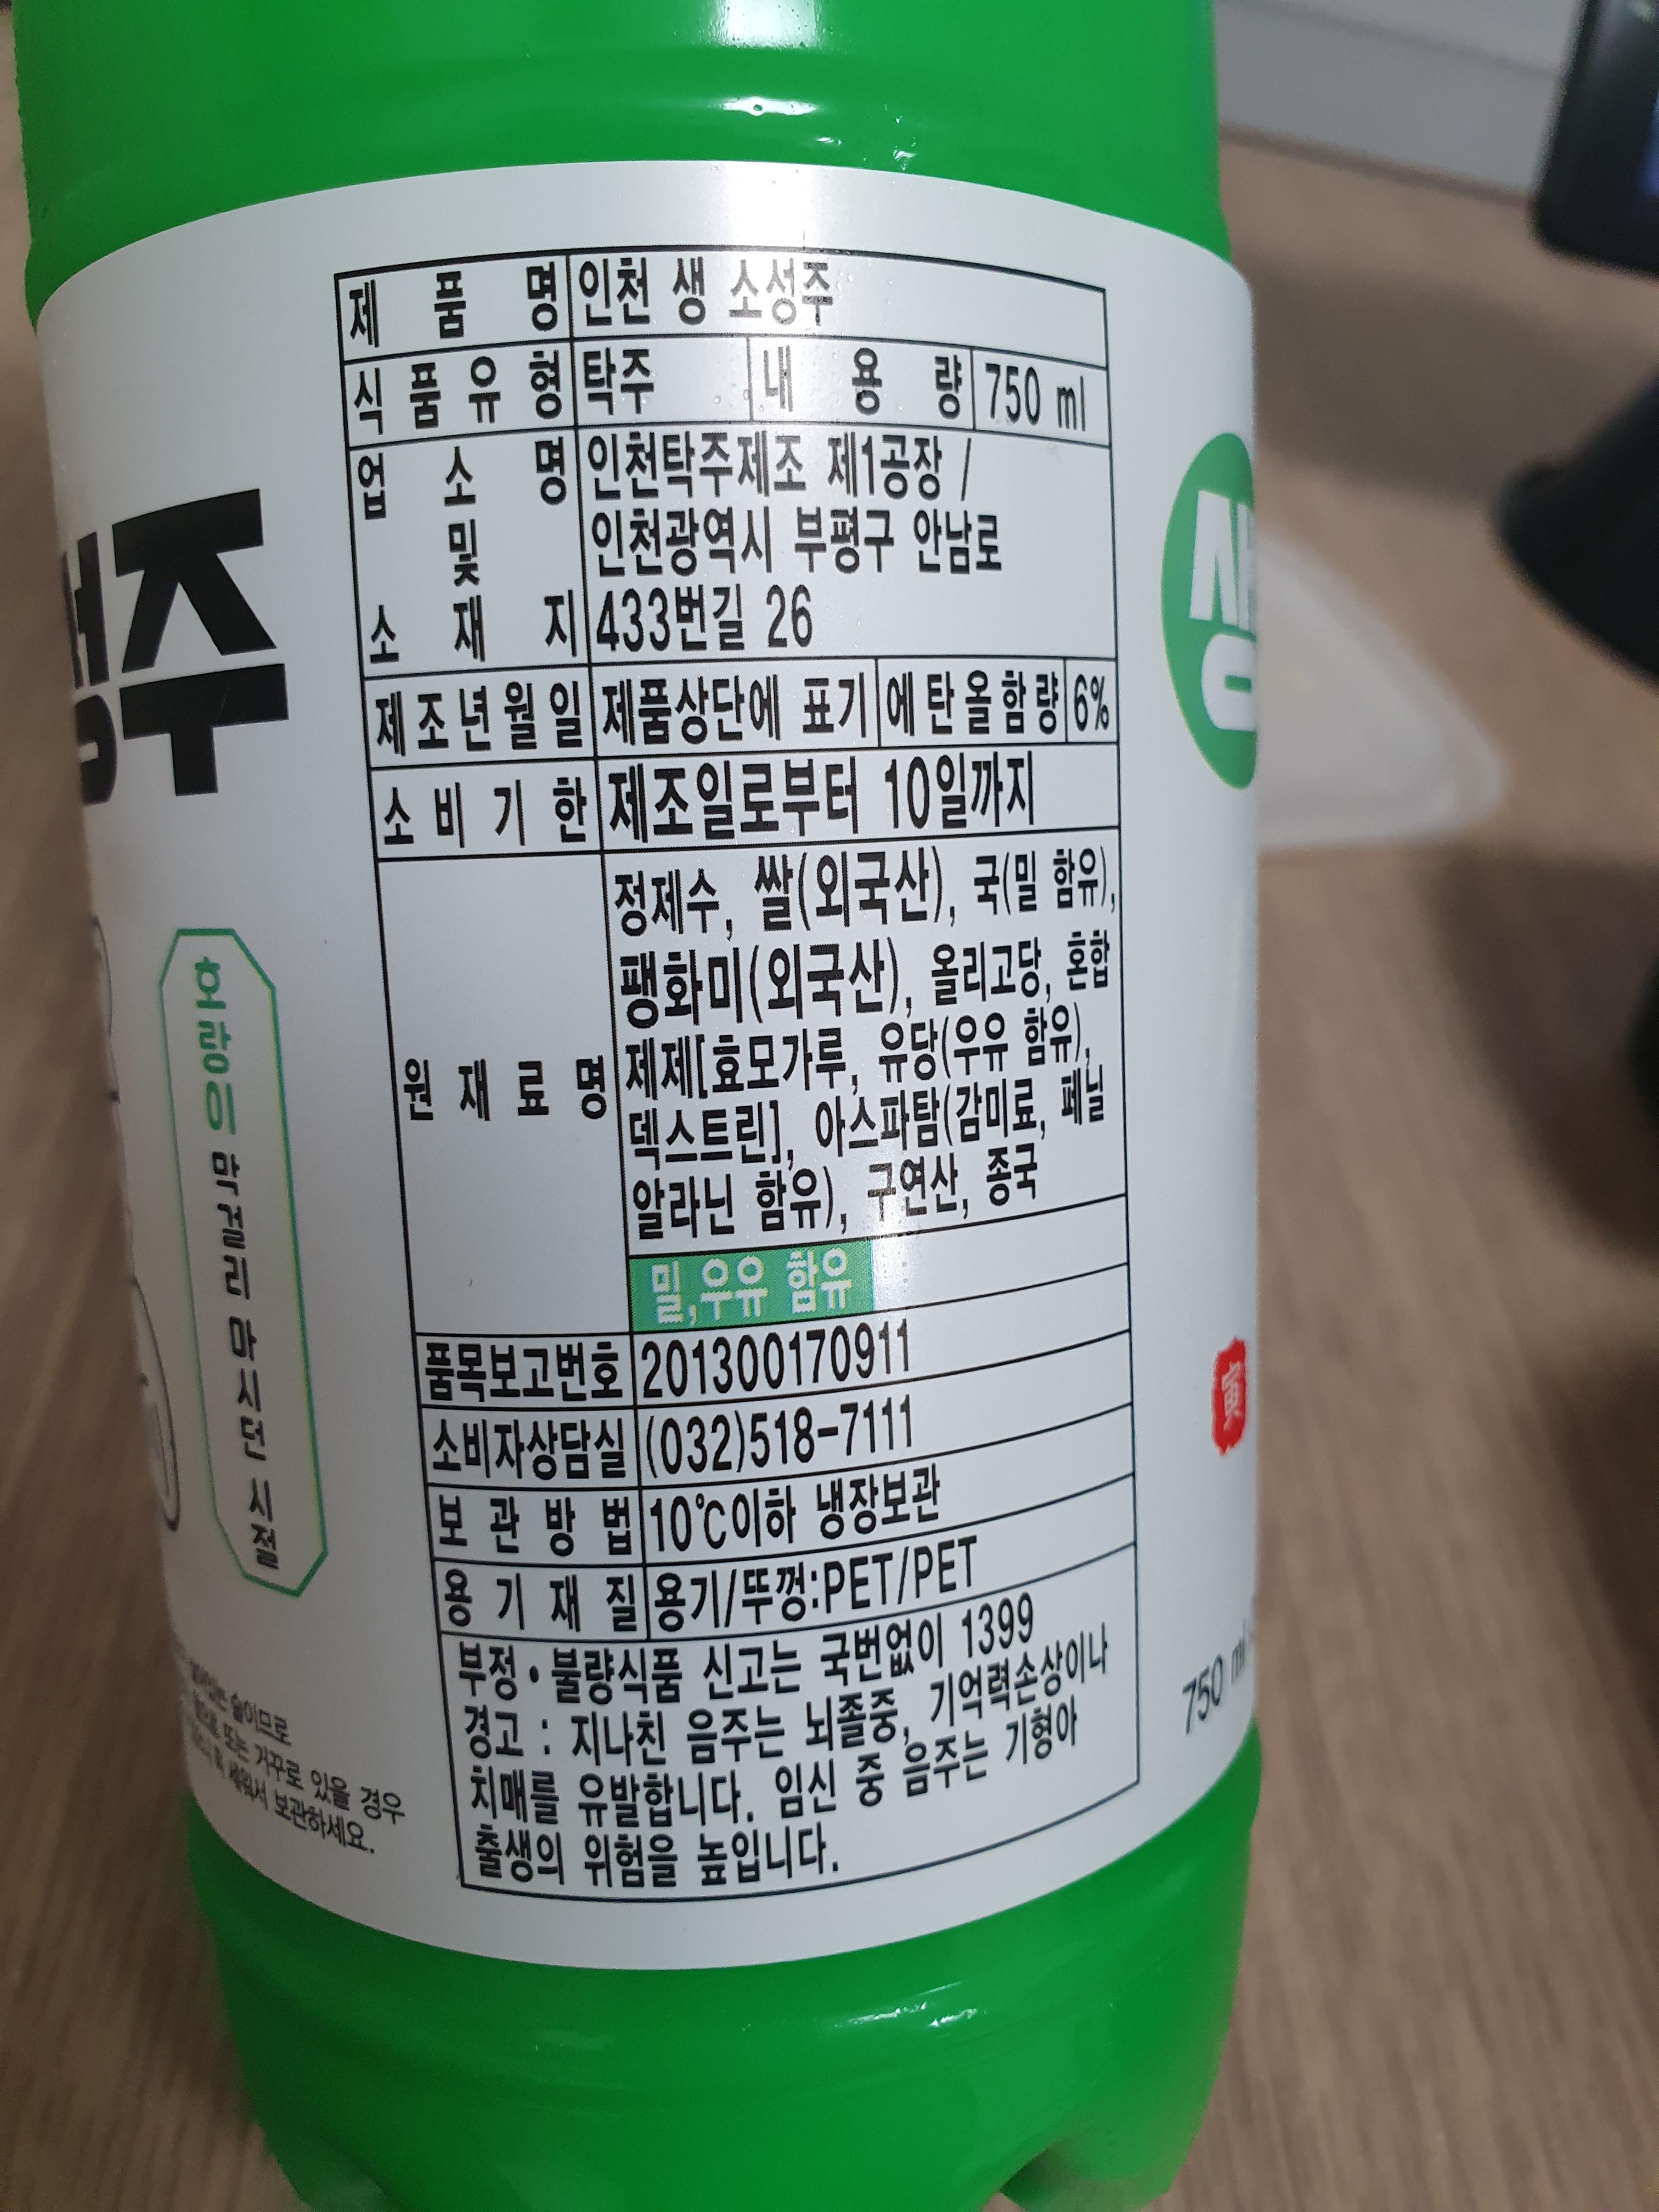 제 품 명 인천 생 소성주
식 품 유 형 탁주 내 용 량 750 ml
업 소 명 인천탁주제조 제1공장 /
및 인천광역시 부평구 안남로
소 재 지 433번길 26
제조년월일 제품상단에 표기 에탄올함량 6%
소 비 기 한 제조일로부터 10일까지
원 재 료 명
정제수, 쌀(외국산), 국(밀 함유),
팽화미(외국산), 올리고당, 혼합
제제[효모가루, 유당(우유 함유),
덱스트린], 아스파탐(감미료, 페닐
알라닌 함유), 구연산, 종국
밀,우유 함유
품목보고번호 201300170911
소비자상담실 (032)518-7111
보 관 방 법 10℃이하 냉장보관
용 기 재 질 용기/뚜껑:PET/PET
부정·불량식품 신고는 국번없이 1399
경고 : 지나친 음주는 뇌졸중, 기억력손상이나
치매를 유발합니다. 임신 중 음주는 기형아
출생의 위험을 높입니다.
성주
호랑이 막걸리 마시던 시절
술이므로
또는 거꾸로 있을 경우
세워서 보관하세요.
생
寅
750 ml